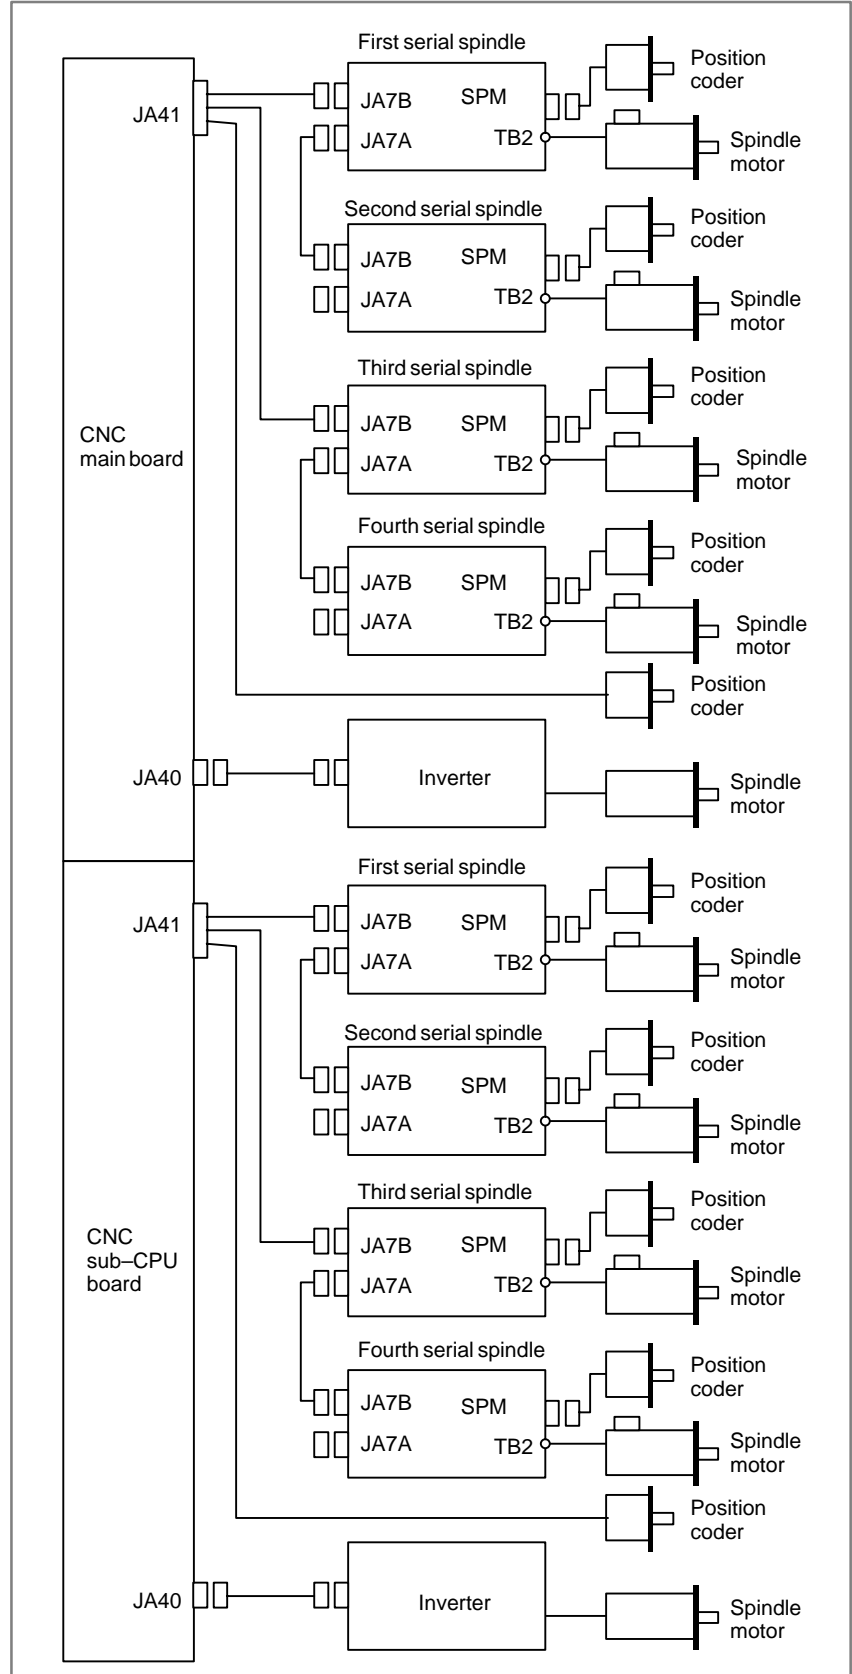 First serial spindle
Position
coder
JA41
JA7B
SPM
JA7A
TB2
Spindle
motor
Second serial spindle
Position
coder
JA7B
SPM
JA7A
TB2
Spindle
motor
Third serial spindle
Position
coder
JA7B
SPM
CNC
main board
JA7A
TB2
Spindle
motor
Fourth serial spindle
Position
coder
JA7B
SPM
JA7A
TB2
Spindle
motor
Position
coder
JA40
Inverter
Spindle
motor
First serial spindle
Position
coder
JA41
JA7B
SPM
JA7A
TB2
Spindle
motor
Second serial spindle
Position
coder
JA7B
SPM
JA7A
TB2
Spindle
motor
Third serial spindle
Position
coder
CNC
sub–CPU
board
JA7B
SPM
JA7A
TB2
Spindle
motor
Fourth serial spindle
Position
coder
JA7B
SPM
JA7A
TB2
Spindle
motor
Position
coder
JA40
Inverter
Spindle
motor